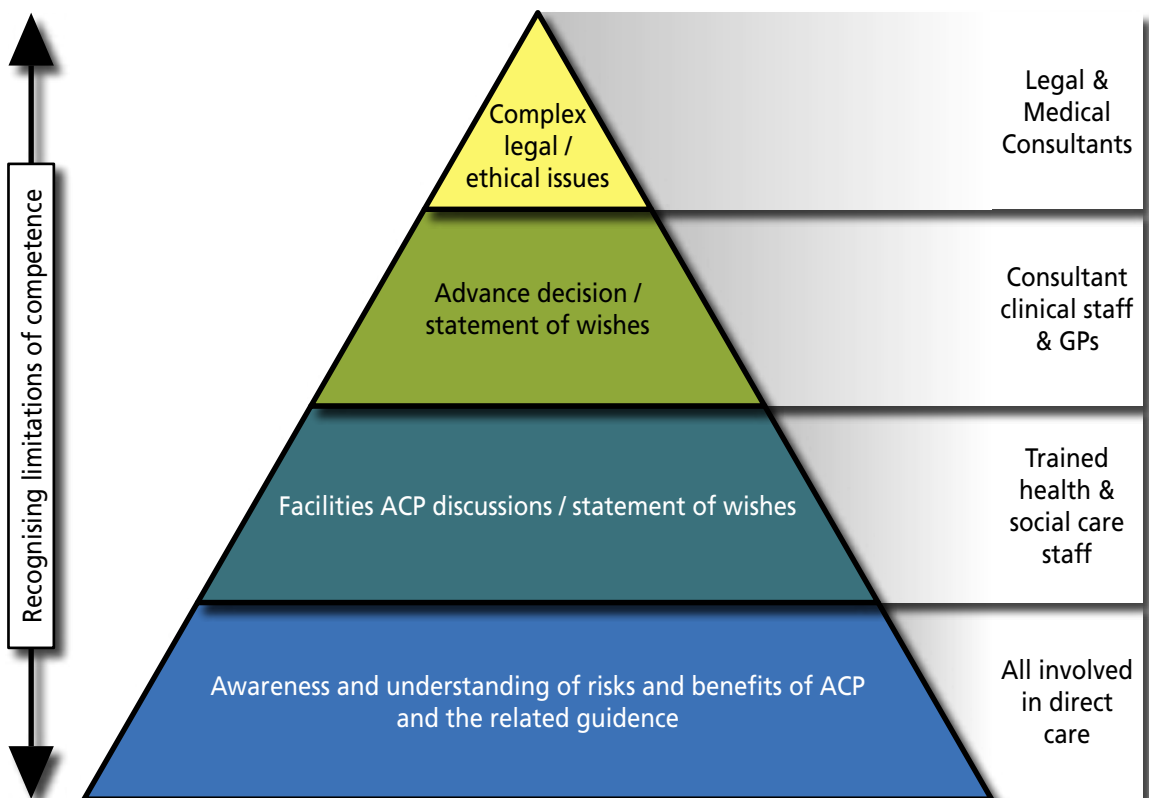 Recognising limitations of competence
Complex
legal /
ethical issues
Legal &
Medical
Consultants
Advance decision /
statement of wishes
Consultant
clinical staff
& GPs
Facilities ACP discussions / statement of wishes
Trained
health &
social care
staff
Awareness and understanding of risks and benefits of ACP
and the related guidence
All involved
in direct
care